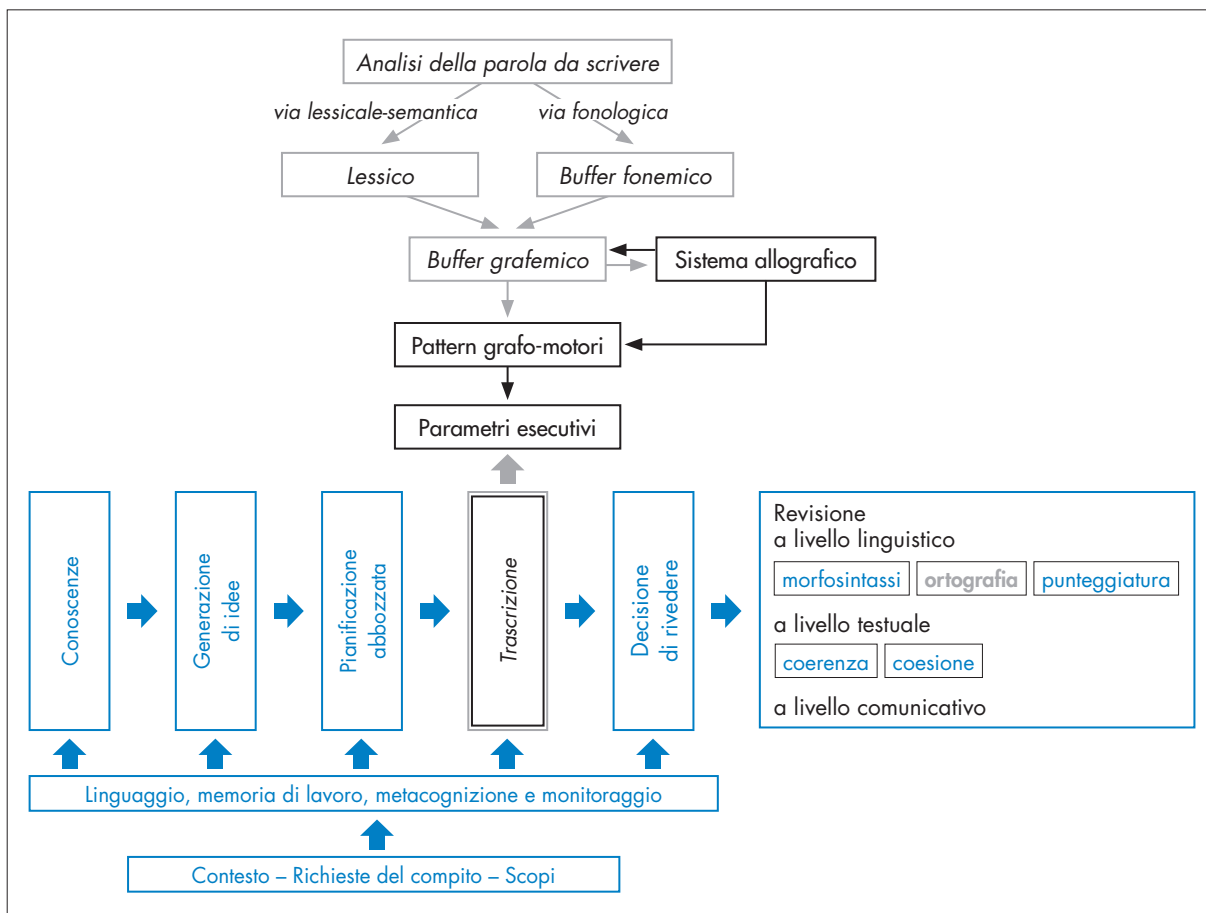 Analisi della parola da scrivere
via lessicale-semantica
via fonologica
Lessico
Buffer fonemico
Buffer grafemico
Sistema allografico
Pattern grafo-motori
Parametri esecutivi
Conoscenze
Generazione
di idee
Pianificazione
abbozzata
Trascrizione
Decisione
di rivedere
Revisione
a livello linguistico
morfosintassi
ortografia
punteggiatura
a livello testuale
coerenza
coesione
a livello comunicativo
Linguaggio, memoria di lavoro, metacognizione e monitoraggio
Contesto – Richieste del compito – Scopi